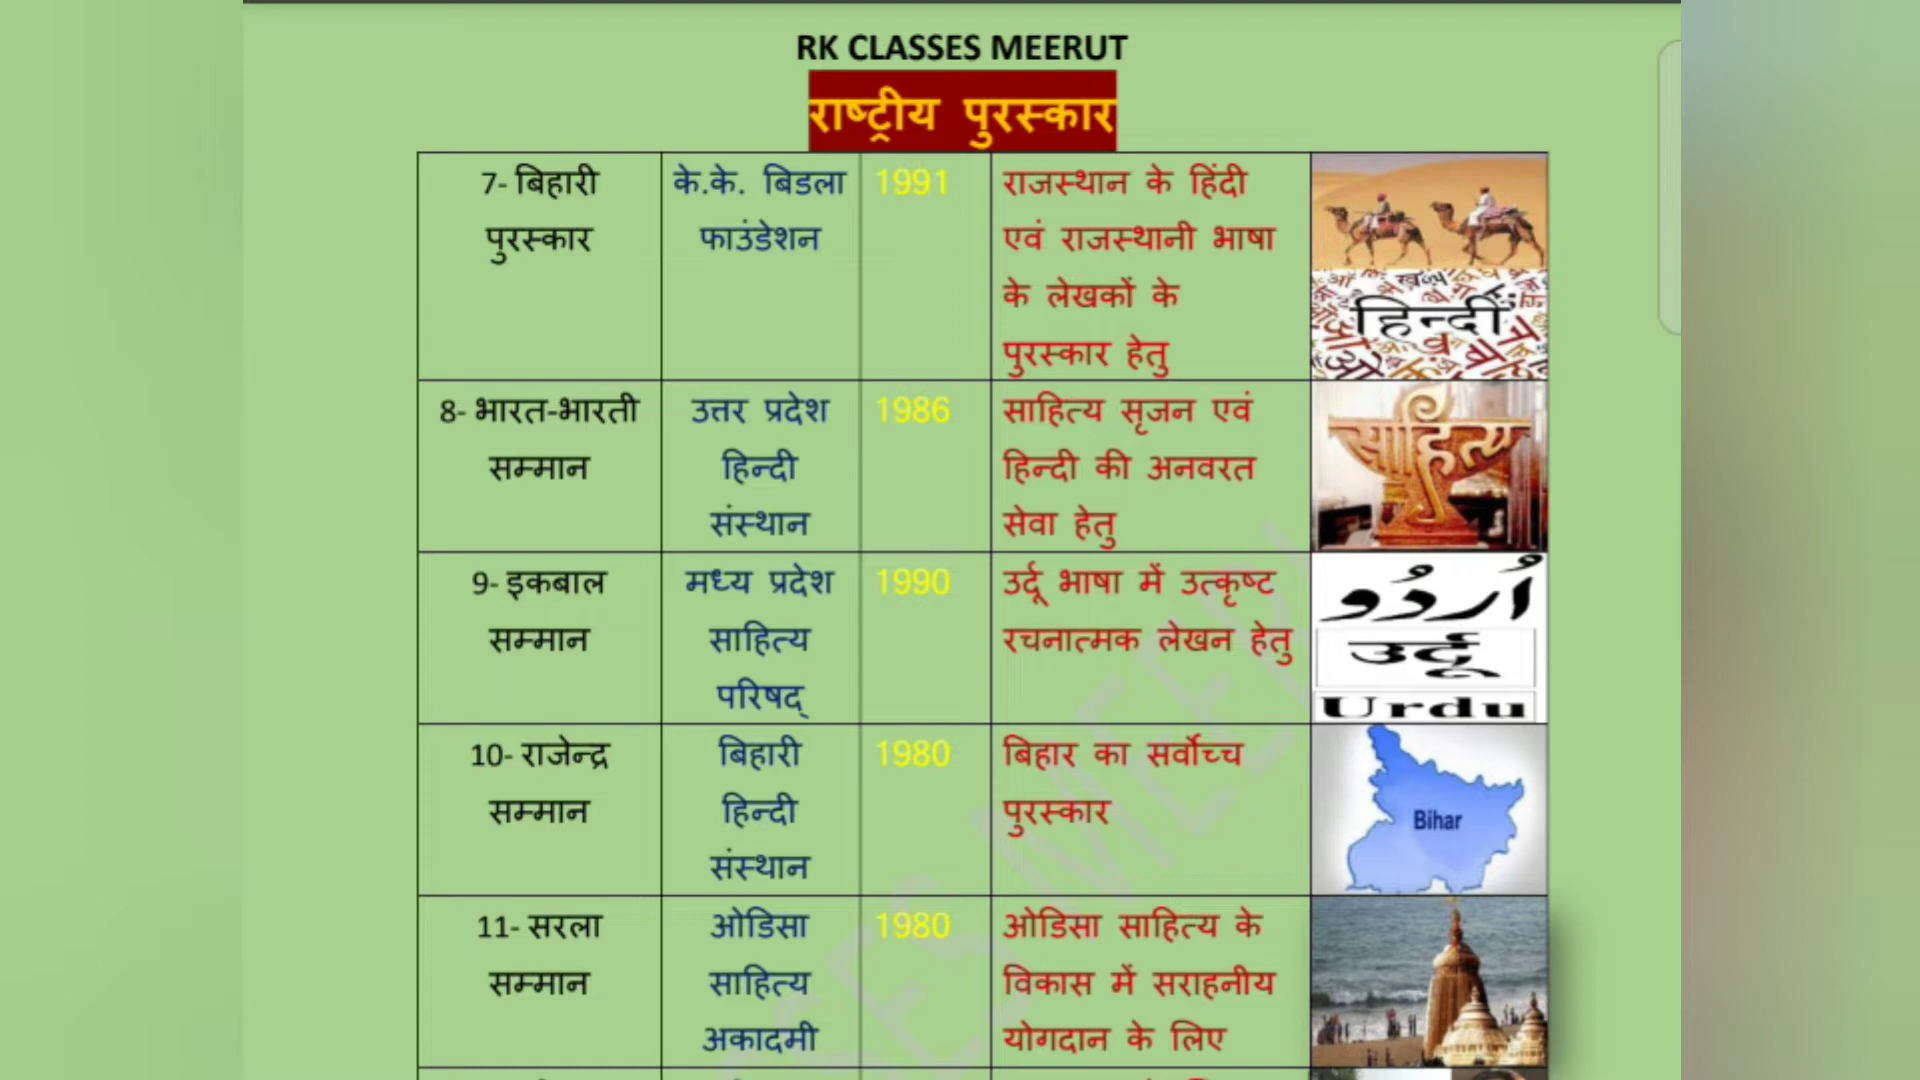 RK CLASSES MEERUT
राष्ट्रीय पुरस्कार
7- बिहारी
पुरस्कार
के.के. बिडला
फाउंडेशन
1991
राजस्थान के हिंदी
एवं राजस्थानी भाषा
के लेखकों के
पुरस्कार हेतु
हिन्दी
8- भारत-भारती
सम्मान
उत्तर प्रदेश
हिन्दी
संस्थान
1986
साहित्य सृजन एवं
हिन्दी की अनवरत
सेवा हेतु
साहित्य
9- इकबाल
सम्मान
मध्य प्रदेश
साहित्य
परिषद्
1990
उर्दू भाषा में उत्कृष्ट
रचनात्मक लेखन हेतु
اُردُو
उर्दू
Urdu
10- राजेन्द्र
सम्मान
बिहारी
हिन्दी
संस्थान
1980
बिहार का सर्वोच्च
पुरस्कार
Bihar
11- सरला
सम्मान
ओडिसा
साहित्य
अकादमी
1980
ओडिसा साहित्य के
विकास में सराहनीय
योगदान के लिए